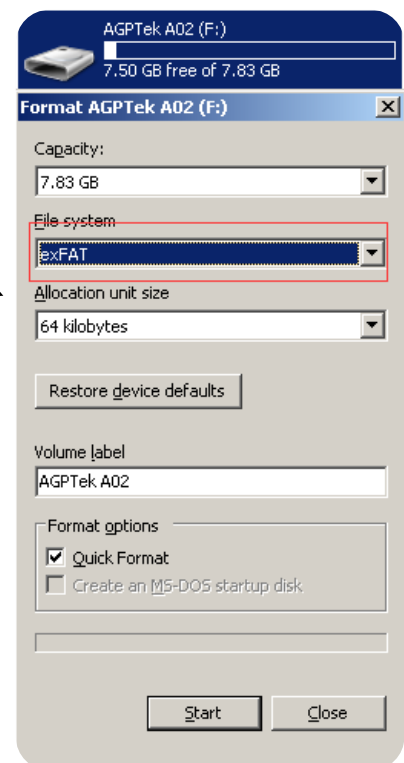 AGPTek A02 (F:)
7.50 GB free of 7.83 GB
Format AGPTek A02 (F:)
Capacity:
7.83 GB
File system
exFAT
Allocation unit size
64 kilobytes
Restore device defaults
Volume label
AGPTek A02
Format options
Quick Format
Create an MS-DOS startup disk
Start Close